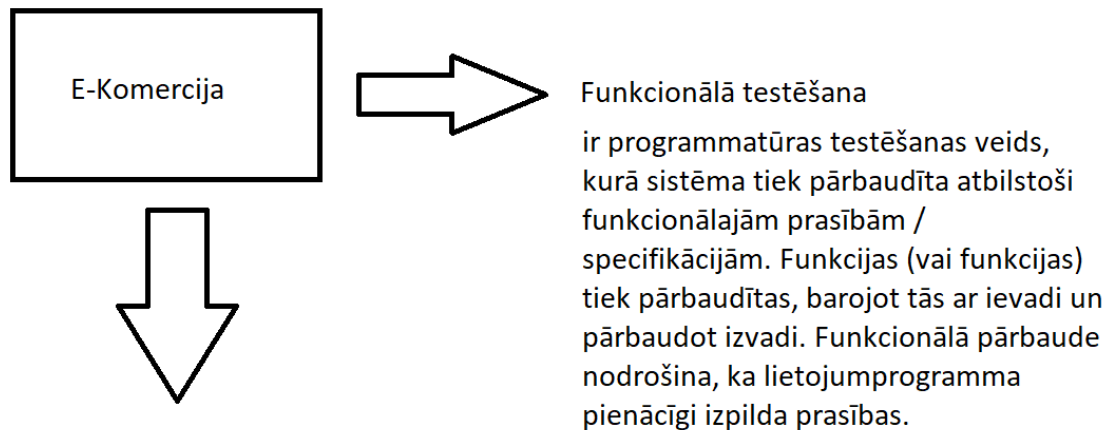 E-Komercija
Funkcionālā testēšana
ir programmatūras testēšanas veids,
kurā sistēma tiek pārbaudīta atbilstoši
funkcionālajām prasībām /
specifikācijām. Funkcijas (vai funkcijas)
tiek pārbaudītas, barojot tās ar ievadi un
pārbaudot izvadi. Funkcionālā pārbaude
nodrošina, ka lietojumprogramma
pienācīgi izpilda prasības.